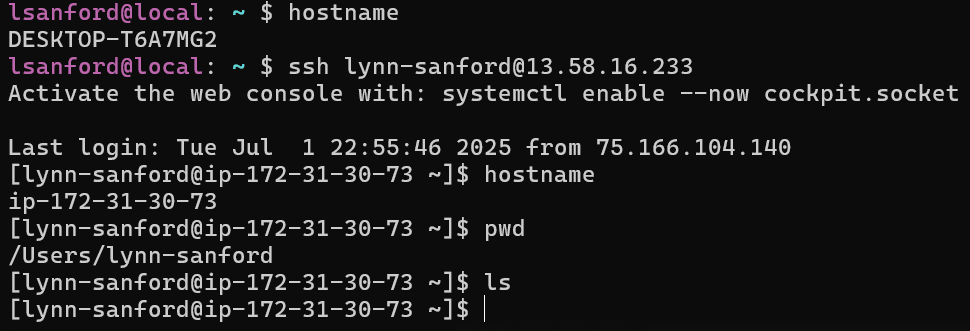 lsanford@local: ~ $ hostname
DESKTOP-T6A7MG2
lsanford@local: ~ $ ssh lynn-sanford@13.58.16.233
Activate the web console with: systemctl enable --now cockpit.socket

Last login: Tue Jul  1 22:55:46 2025 from 75.166.104.140
[lynn-sanford@ip-172-31-30-73 ~]$ hostname
ip-172-31-30-73
[lynn-sanford@ip-172-31-30-73 ~]$ pwd
/Users/lynn-sanford
[lynn-sanford@ip-172-31-30-73 ~]$ ls
[lynn-sanford@ip-172-31-30-73 ~]$